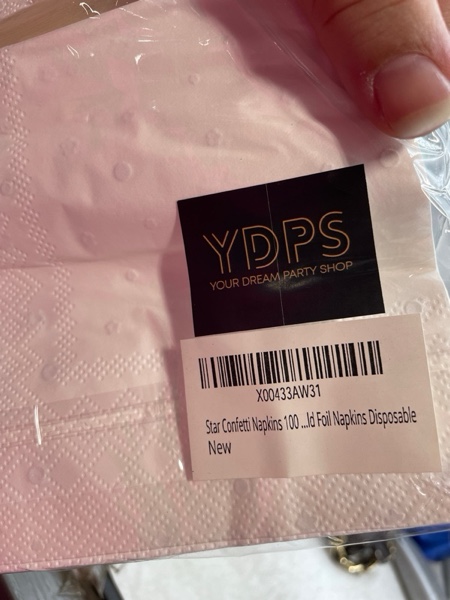 YDPS
YOUR DREAM PARTY SHOP
X00433AW31
Star Confetti Napkins 100 ...ld Foil Napkins Disposable
New